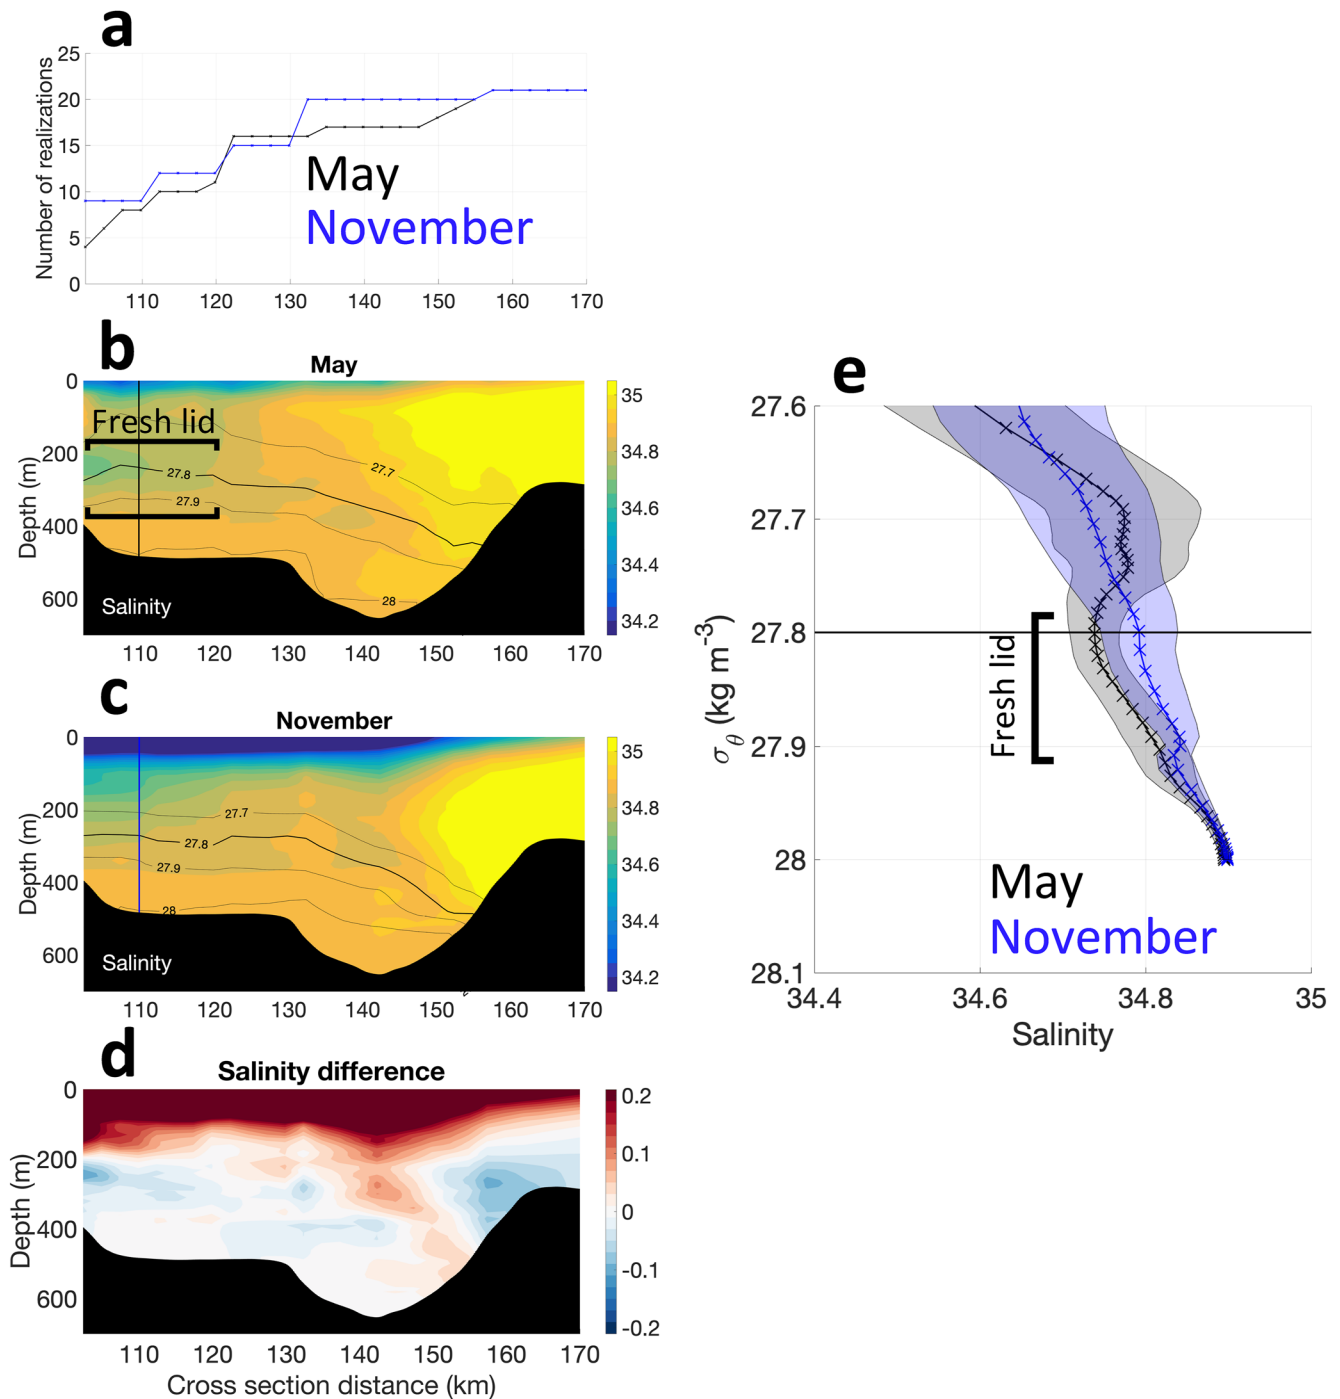 a
Number of realizations
25
20
15
10
5
0
May
November
110 120 130 140 150 160 170
b
May
Depth (m)
0
200
400
600
Fresh lid
27.7
27.8
27.9
28
Salinity
35
34.8
34.6
34.4
34.2
110 120 130 140 150 160 170
c
November
Depth (m)
0
200
400
600
27.7
27.8
27.9
28
Salinity
35
34.8
34.6
34.4
34.2
110 120 130 140 150 160 170
d
Salinity difference
Depth (m)
0
200
400
600
0.2
0.1
0
-0.1
-0.2
110 120 130 140 150 160 170
Cross section distance (km)
e
σθ (kg m⁻³)
27.6
27.7
27.8
27.9
28
28.1
Fresh lid
May
November
34.4 34.6 34.8 35
Salinity